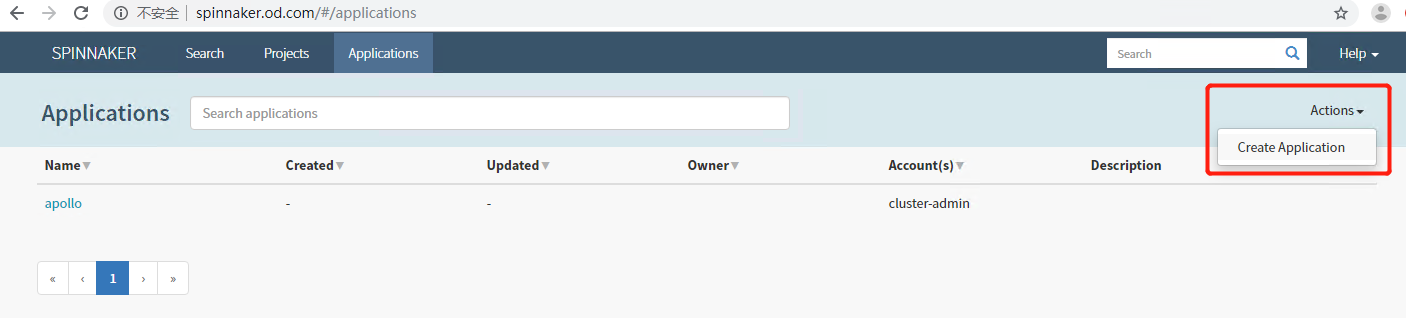 不安全 spinnaker.od.com/#/applications
SPINNAKER Search Projects Applications Search Help
Applications Search applications Actions
Create Application
Name Created Updated Owner Account(s) Description
apollo - - cluster-admin
« ‹ 1 › »